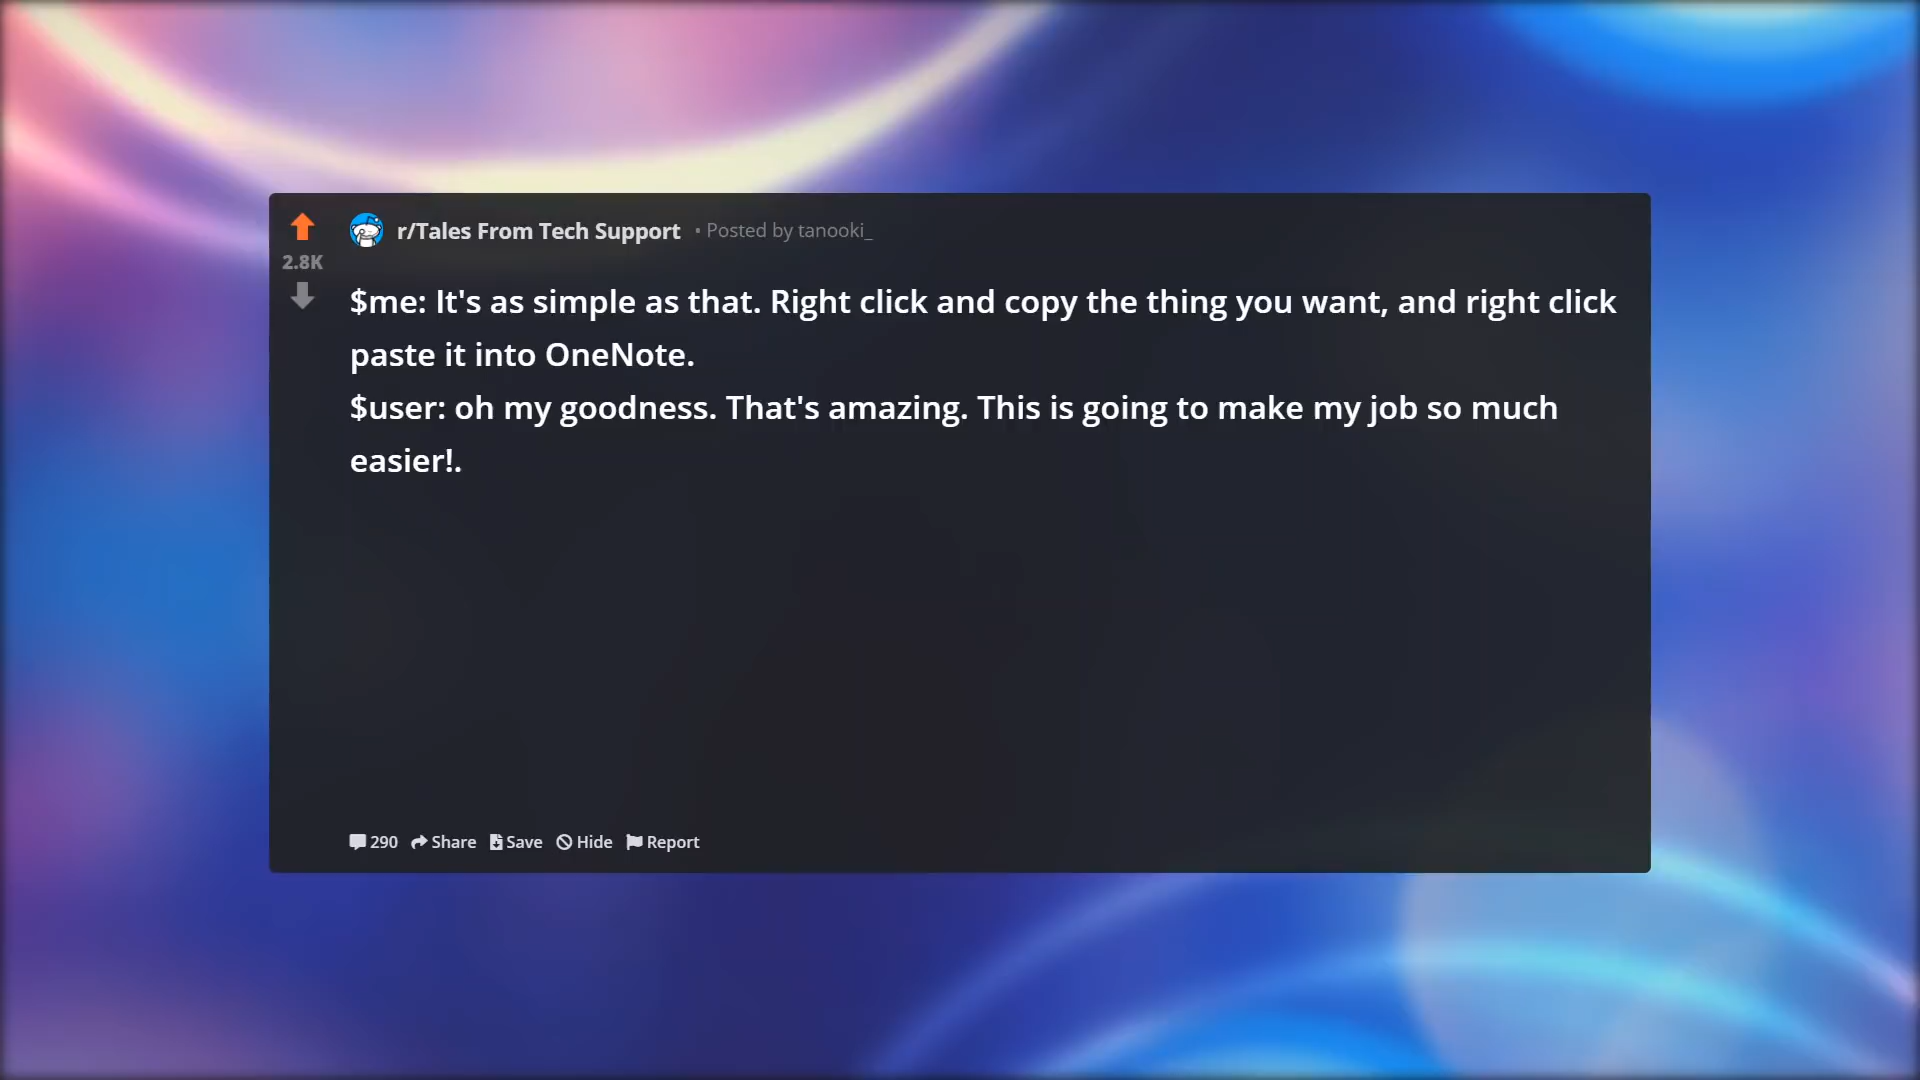 r/Tales From Tech Support • Posted by tanooki_
2.8K
$me: It's as simple as that. Right click and copy the thing you want, and right click
paste it into OneNote.
$user: oh my goodness. That's amazing. This is going to make my job so much
easier!.
290 Share Save Hide Report